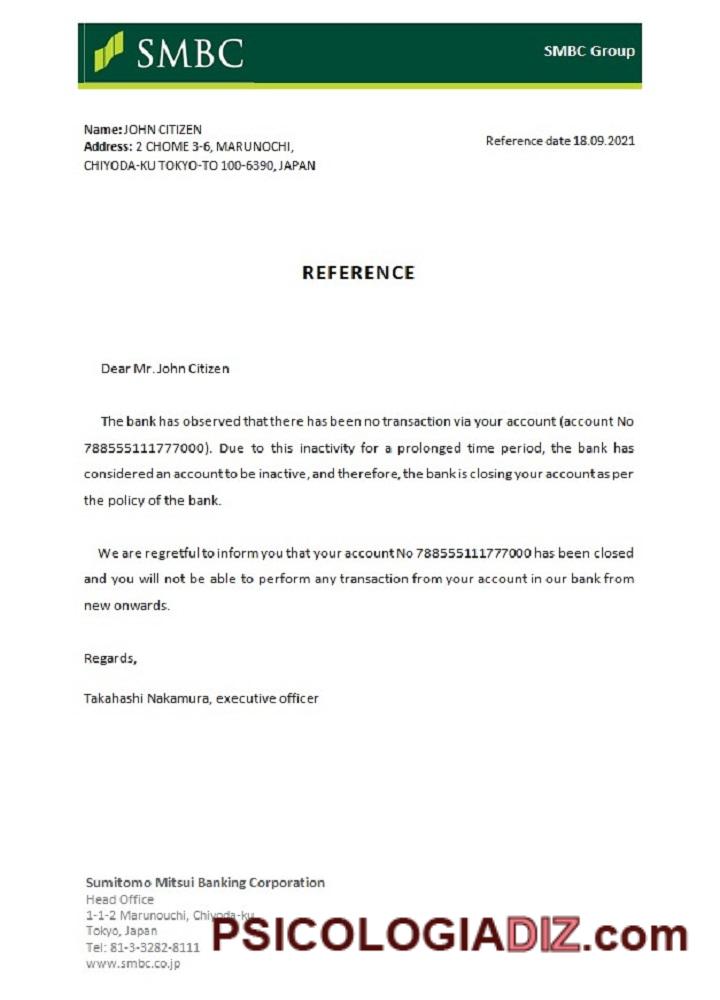 SMBC
SMBC Group
Name: JOHN CITIZEN
Address: 2 CHOME 3-6, MARUNOCHI,
CHIYODA-KU TOKYO-TO 100-6390, JAPAN
Reference date 18.09.2021
REFERENCE
Dear Mr. John Citizen
The bank has observed that there has been no transaction via your account (account No
788555111777000). Due to this inactivity for a prolonged time period, the bank has
considered an account to be inactive, and therefore, the bank is closing your account as per
the policy of the bank.
We are regretful to inform you that your account No 788555111777000 has been closed
and you will not be able to perform any transaction from your account in our bank from
new onwards.
Regards,
Takahashi Nakamura, executive officer
Sumitomo Mitsui Banking Corporation
Head Office
1-1-2 Marunouchi, Chiyoda-ku
Tokyo, Japan
Tel: 81-3-3282-8111
www.smbc.co.jp
PSICOLOGIADIZ.com